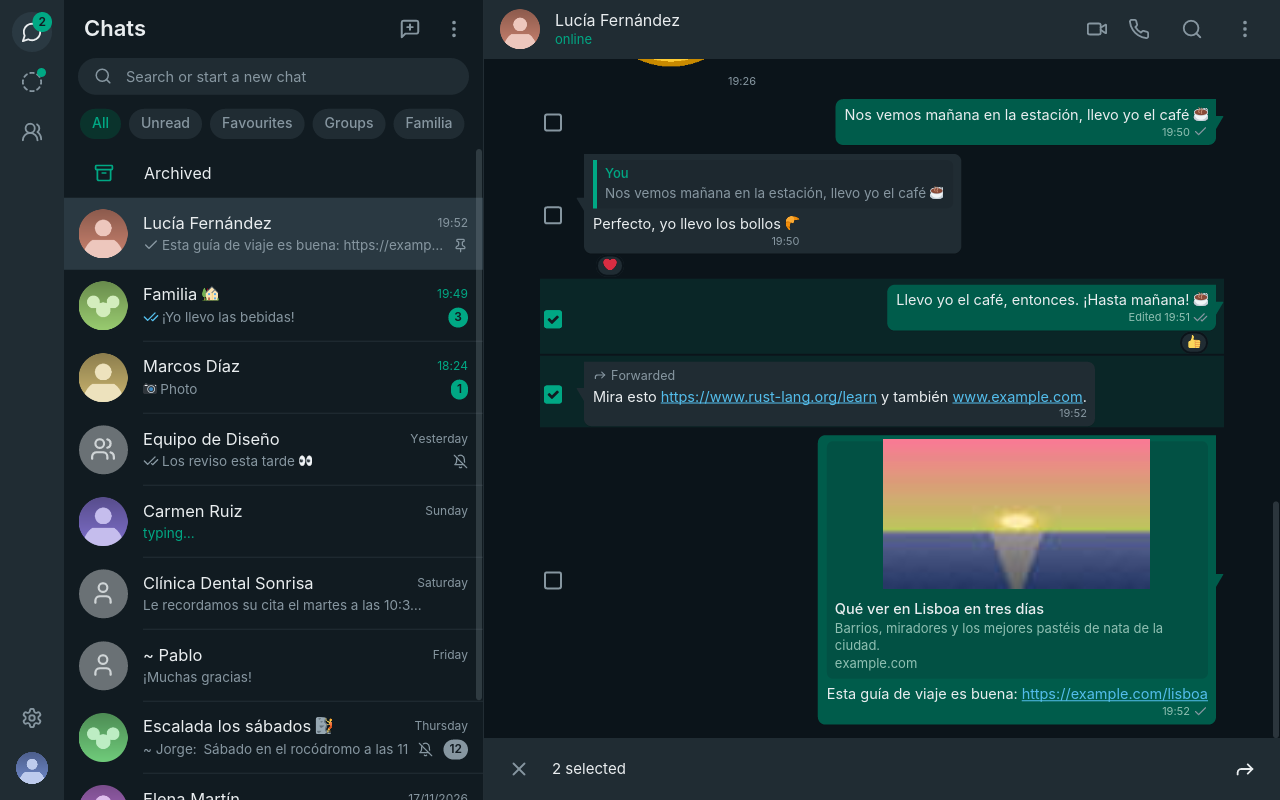 2
Chats
Search or start a new chat
All
Unread
Favourites
Groups
Familia
Archived
Lucía Fernández
19:52
Esta guía de viaje es buena: https://examp...
Familia
19:49
¡Yo llevo las bebidas!
3
Marcos Díaz
18:24
Photo
1
Equipo de Diseño
Yesterday
Los reviso esta tarde 👀
Carmen Ruiz
Sunday
typing...
Clínica Dental Sonrisa
Saturday
Le recordamos su cita el martes a las 10:3...
~ Pablo
Friday
¡Muchas gracias!
Escalada los sábados
Thursday
~ Jorge: Sábado en el rocódromo a las 11
12
Elena Martín
17/11/2026
Lucía Fernández
online
19:26
Nos vemos mañana en la estación, llevo yo el café ☕
19:50
You
Nos vemos mañana en la estación, llevo yo el café ☕
Perfecto, yo llevo los bollos 🥐
19:50
Llevo yo el café, entonces. ¡Hasta mañana! ☕
Edited 19:51
Forwarded
Mira esto https://www.rust-lang.org/learn y también www.example.com.
19:52
Qué ver en Lisboa en tres días
Barrios, miradores y los mejores pastéis de nata de la
ciudad.
example.com
Esta guía de viaje es buena: https://example.com/lisboa
19:52
2 selected